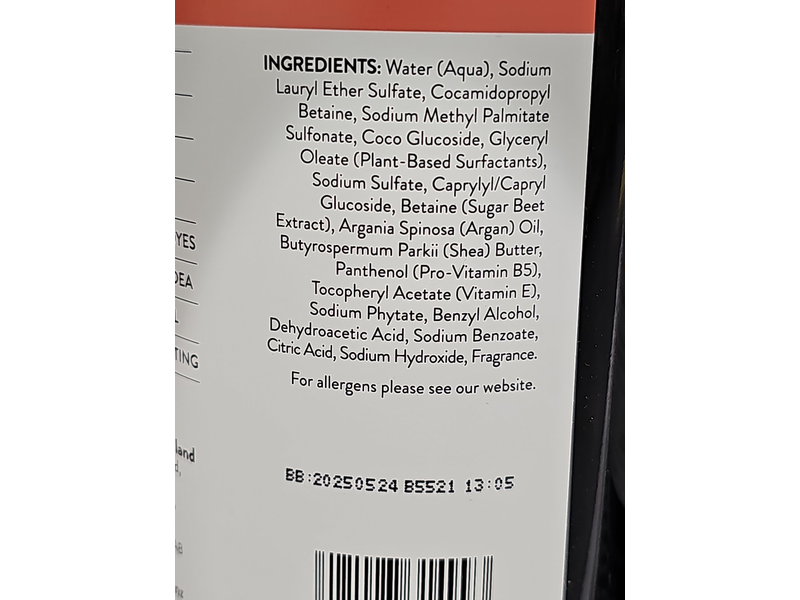 INGREDIENTS: Water (Aqua), Sodium
Lauryl Ether Sulfate, Cocamidopropyl
Betaine, Sodium Methyl Palmitate
Sulfonate, Coco Glucoside, Glyceryl
Oleate (Plant-Based Surfactants),
Sodium Sulfate, Caprylyl/Capryl
Glucoside, Betaine (Sugar Beet
Extract), Argania Spinosa (Argan) Oil,
Butyrospermum Parkii (Shea) Butter,
Panthenol (Pro-Vitamin B5),
Tocopheryl Acetate (Vitamin E),
Sodium Phytate, Benzyl Alcohol,
Dehydroacetic Acid, Sodium Benzoate,
Citric Acid, Sodium Hydroxide, Fragrance.
For allergens please see our website.
BB:20250524 B5521 13:05
YES
DEA
L
TING
land
d,